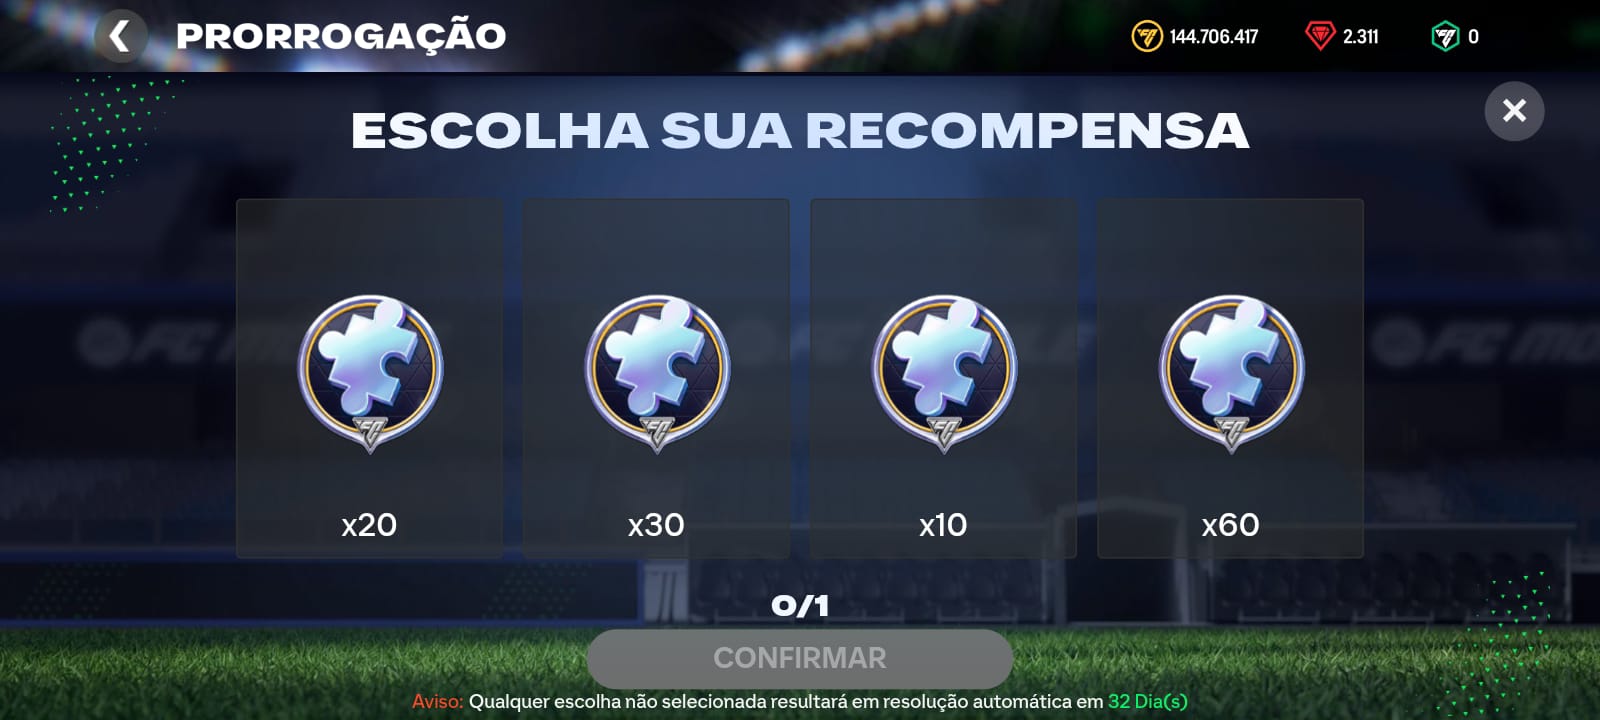 PRORROGAÇÃO
144.706.417
2.311
0
ESCOLHA SUA RECOMPENSA
x20
x30
x10
x60
0/1
CONFIRMAR
Aviso: Qualquer escolha não selecionada resultará em resolução automática em 32 Dia(s)